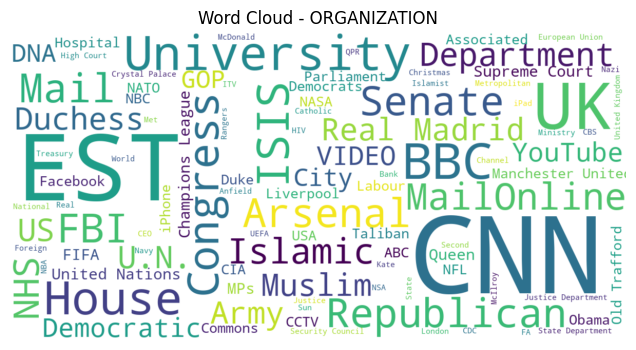 Word Cloud - ORGANIZATION
DNA
Hospital
High Court
McDonald
University
QPR
Associated
European Union
Department
Crystal Palace
Mail
NATO
NBC
GOP
ITV
Parliament
Democrats
NASA
Christmas
Islamist
Supreme Court
Metropolitan
iPad
Nazi
Duchess
Met
Champions League
Congress
Rangers
ISIS
HIV
Catholic
Senate
UK
United Kingdom
Real Madrid
Ministry
CBS
EST
Treasury
World
Facebook
iPhone
Duke
Anfield
City
Liverpool
VIDEO
Labour
BBC
Bank
Channel
YouTube
Manchester United
National
Real
CEO
US
FBI
Arsenal
MailOnline
Foreign
Navy
U.N.
UEFA
USA
Taliban
Islamic
Kate
ABC
CNN
Second
Queen
NFL
Old Trafford
NHS
NBA
FIFA
United Nations
CIA
MPs
Muslim
NSA
State
McIlroy
Justice Department
House
Army
Justice
Sun
Republican
Obama
Democratic
Commons
CCTV
Security Council
London
CDC
FA
State Department